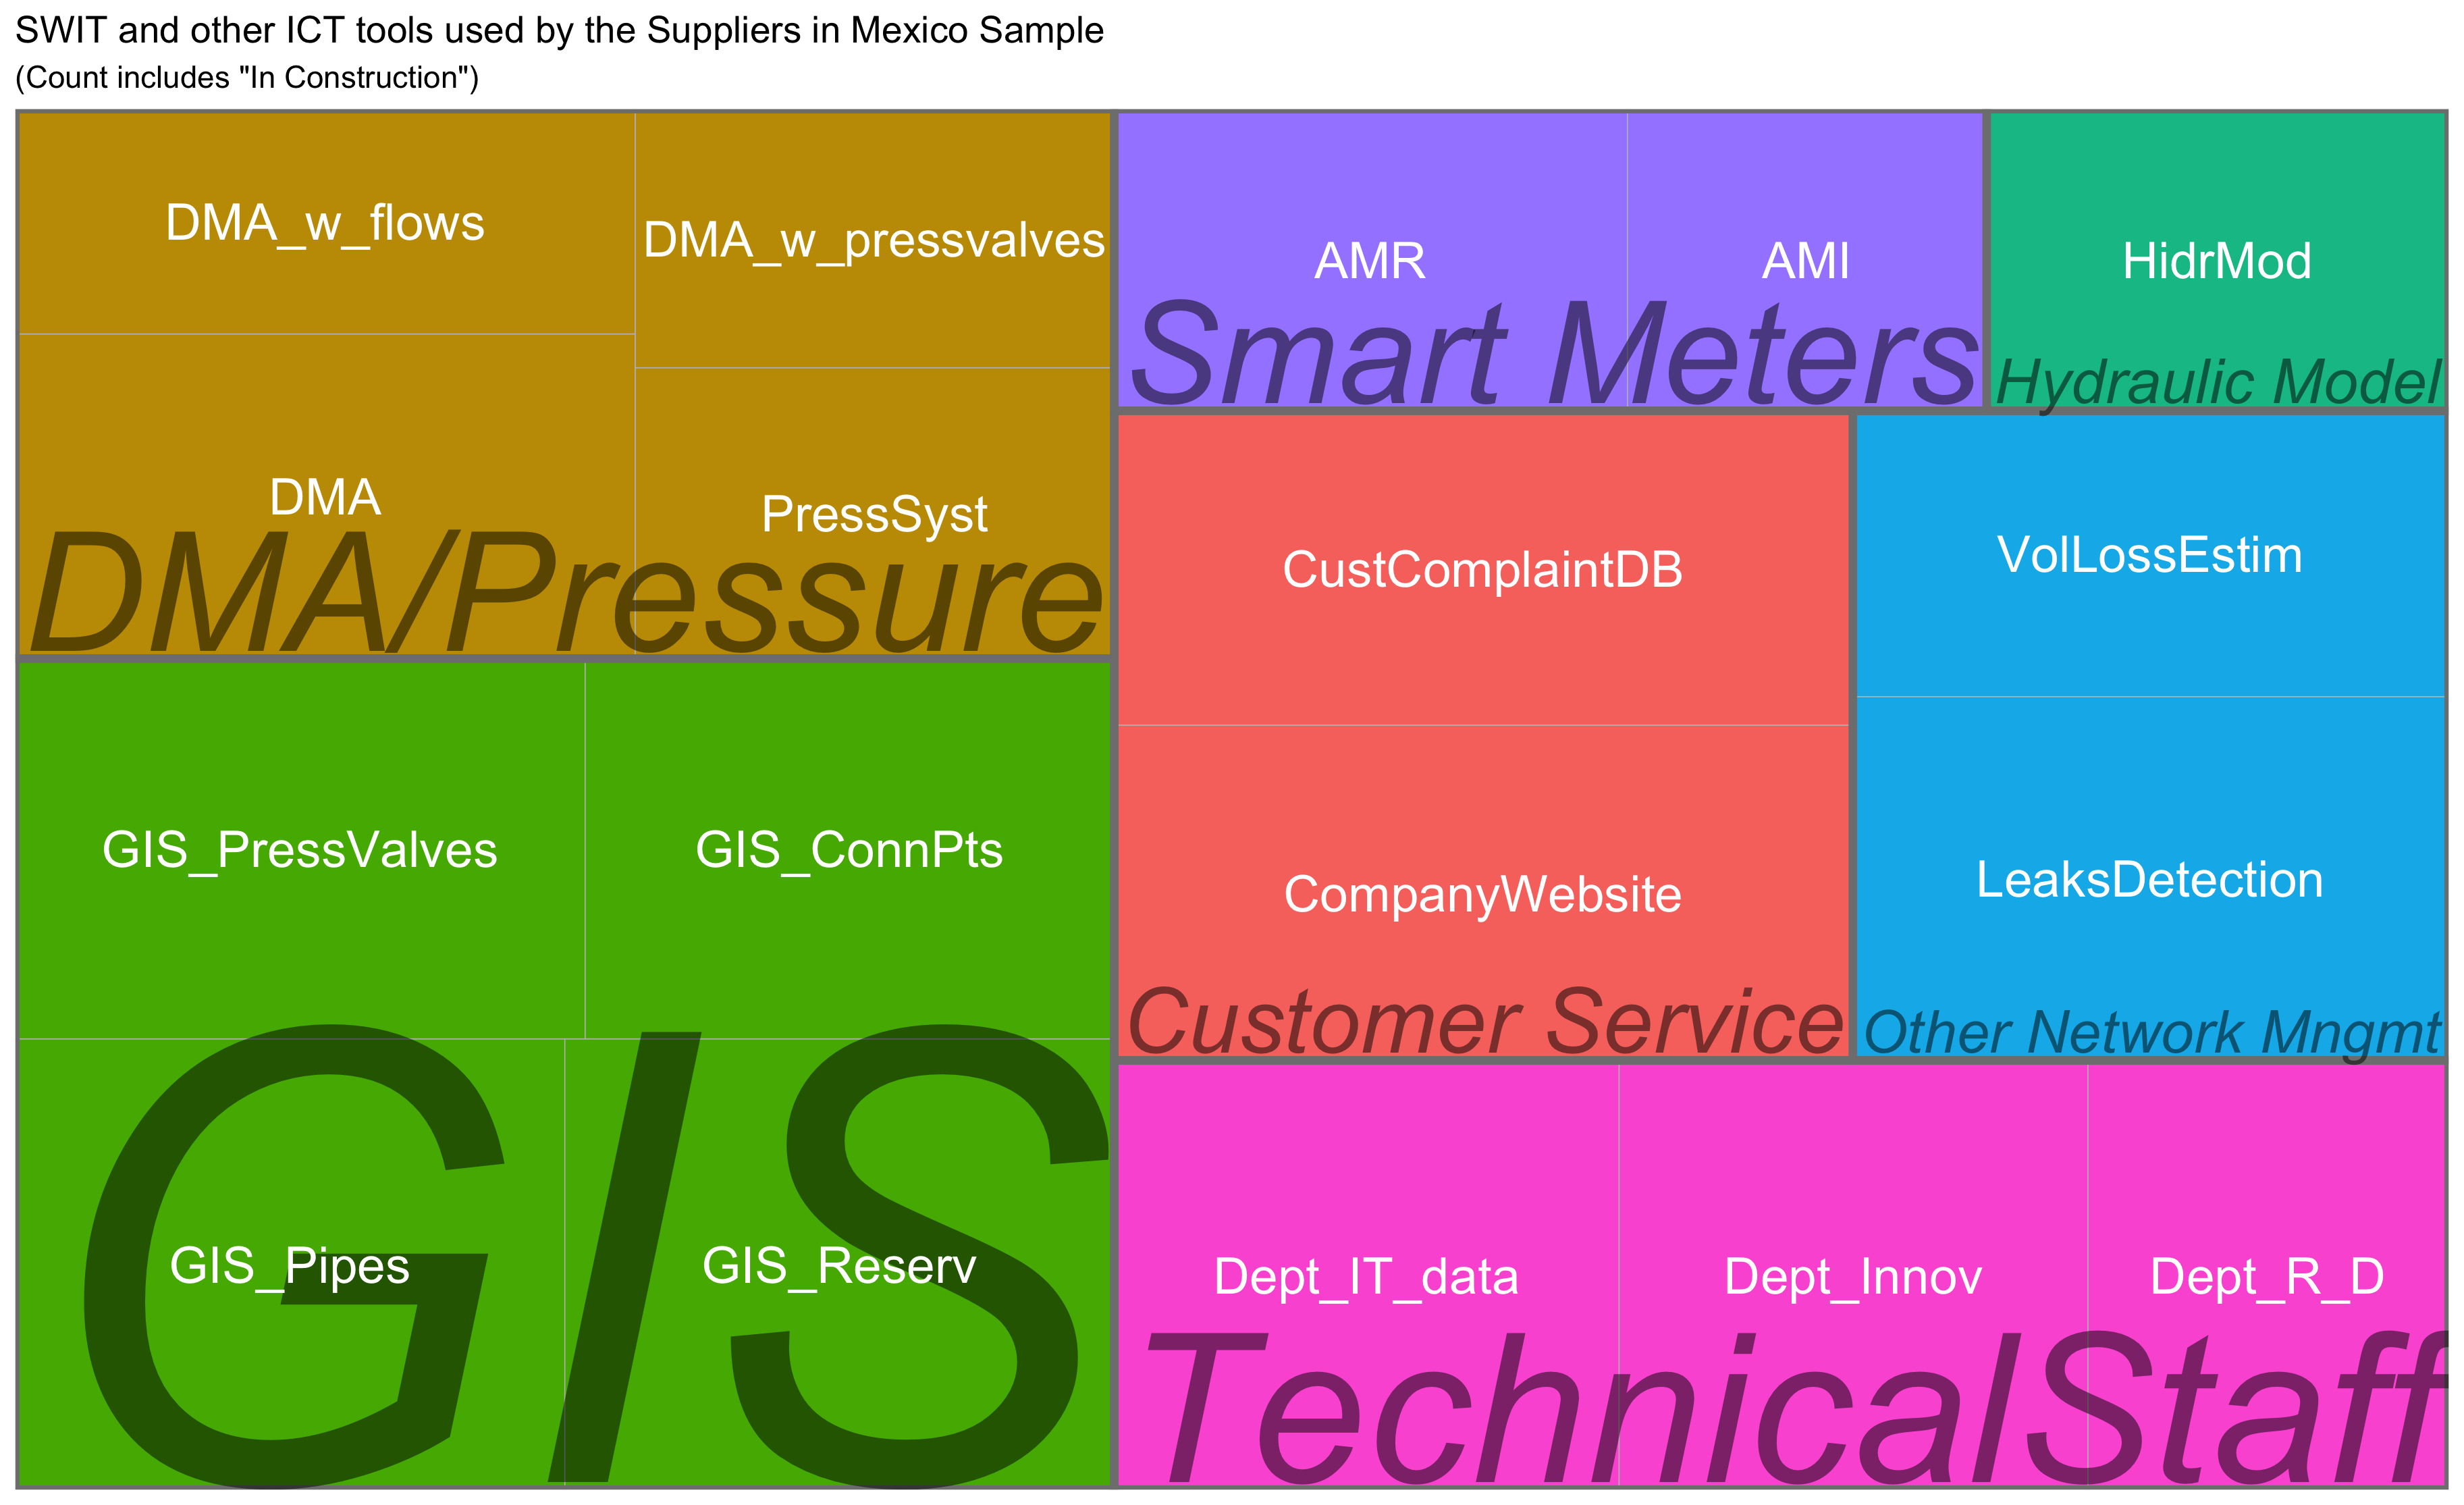 SWIT and other ICT tools used by the Suppliers in Mexico Sample
(Count includes "In Construction")
DMA_w_flows
DMA_w_pressvalves
DMA
PressSyst
DMA/Pressure
GIS_PressValves
GIS_ConnPts
GIS_Pipes
GIS_Reserv
GIS
AMR
AMI
Smart Meters
HidrMod
Hydraulic Model
CustComplaintDB
CompanyWebsite
Customer Service
VolLossEstim
LeaksDetection
Other Network Mngmt
Dept_IT_data
Dept_Innov
Dept_R_D
TechnicalStaff